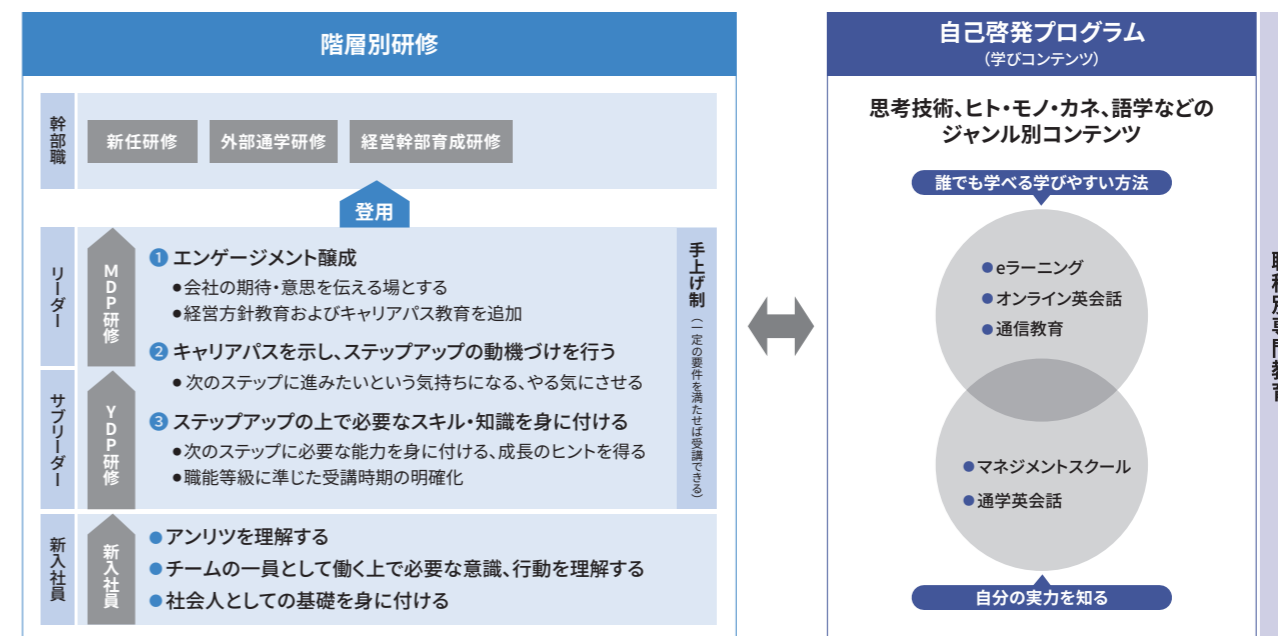 階層別研修
幹部職
新任研修
外部通学研修
経営幹部育成研修
登用
リーダー
MDP研修
サブリーダー
YDP研修
❶ エンゲージメント醸成
●会社の期待・意思を伝える場とする
●経営方針教育およびキャリアパス教育を追加
❷ キャリアパスを示し、ステップアップの動機づけを行う
●次のステップに進みたいという気持ちになる、やる気にさせる
❸ ステップアップの上で必要なスキル・知識を身に付ける
●次のステップに必要な能力を身に付ける、成長のヒントを得る
●職能等級に準じた受講時期の明確化
手上げ制（一定の要件を満たせば受講できる）
新入社員
新入社員
●アンリツを理解する
●チームの一員として働く上で必要な意識、行動を理解する
●社会人としての基礎を身に付ける
自己啓発プログラム
（学びコンテンツ）
思考技術、ヒト・モノ・カネ、語学などの
ジャンル別コンテンツ
誰でも学べる学びやすい方法
●eラーニング
●オンライン英会話
●通信教育
●マネジメントスクール
●通学英会話
自分の実力を知る